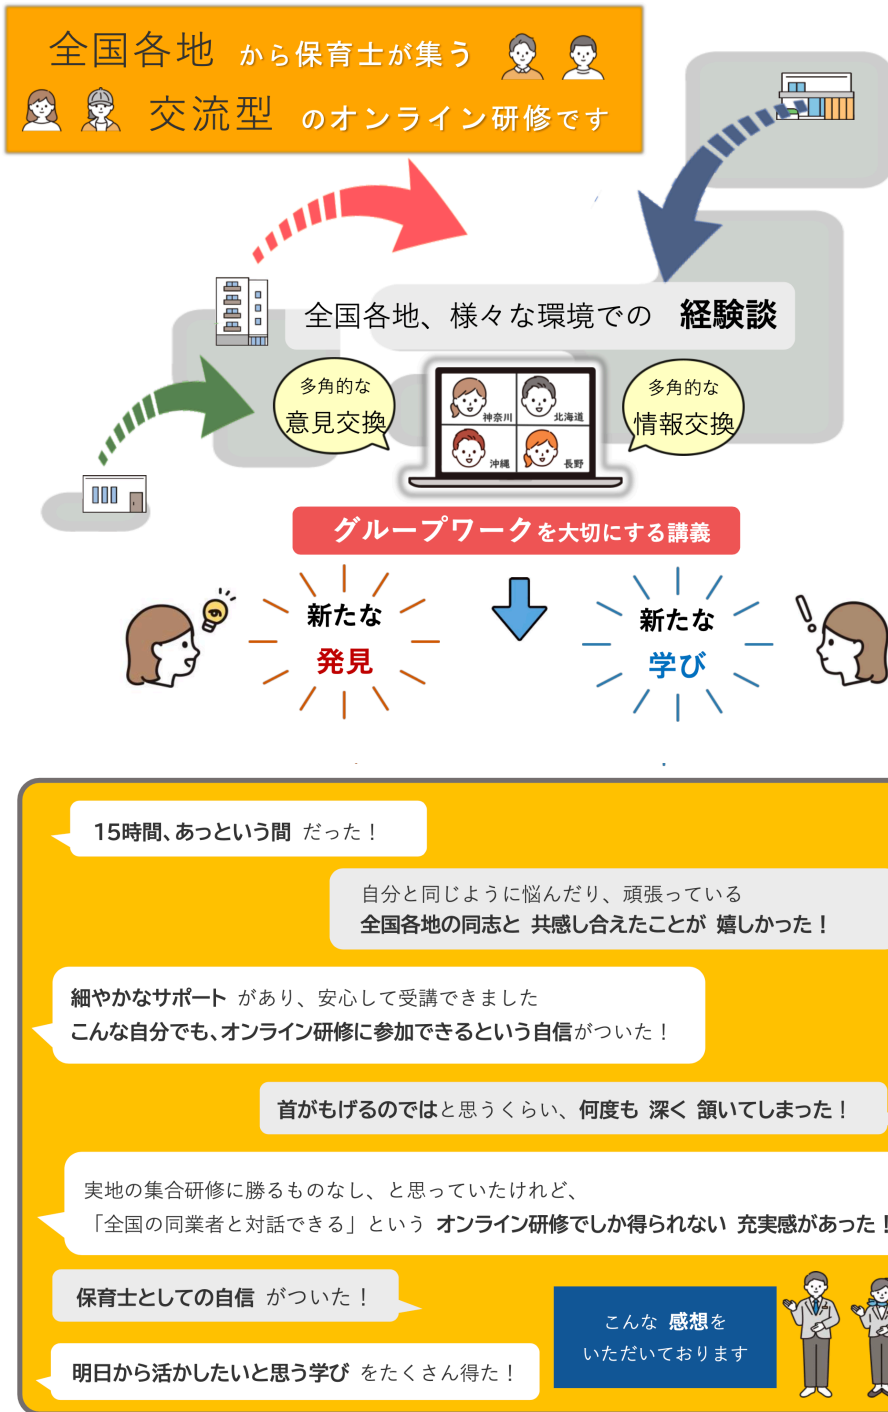 全国各地 から保育士が集う
交流型 のオンライン研修です
全国各地、様々な環境での 経験談
多角的な
意見交換
神奈川
北海道
沖縄
長野
多角的な
情報交換
グループワークを大切にする講義
新たな
発見
新たな
学び
15時間、あっという間 だった！
自分と同じように悩んだり、頑張っている
全国各地の同志と 共感し合えたことが 嬉しかった！
細やかなサポート があり、安心して受講できました
こんな自分でも、オンライン研修に参加できるという自信がついた！
首がもげるのではと思うくらい、何度も 深く 頷いてしまった！
実地の集合研修に勝るものなし、と思っていたけれど、
「全国の同業者と対話できる」という オンライン研修でしか得られない 充実感があった！
保育士としての自信 がついた！
こんな 感想を
いただいております
明日から活かしたいと思う学び をたくさん得た！